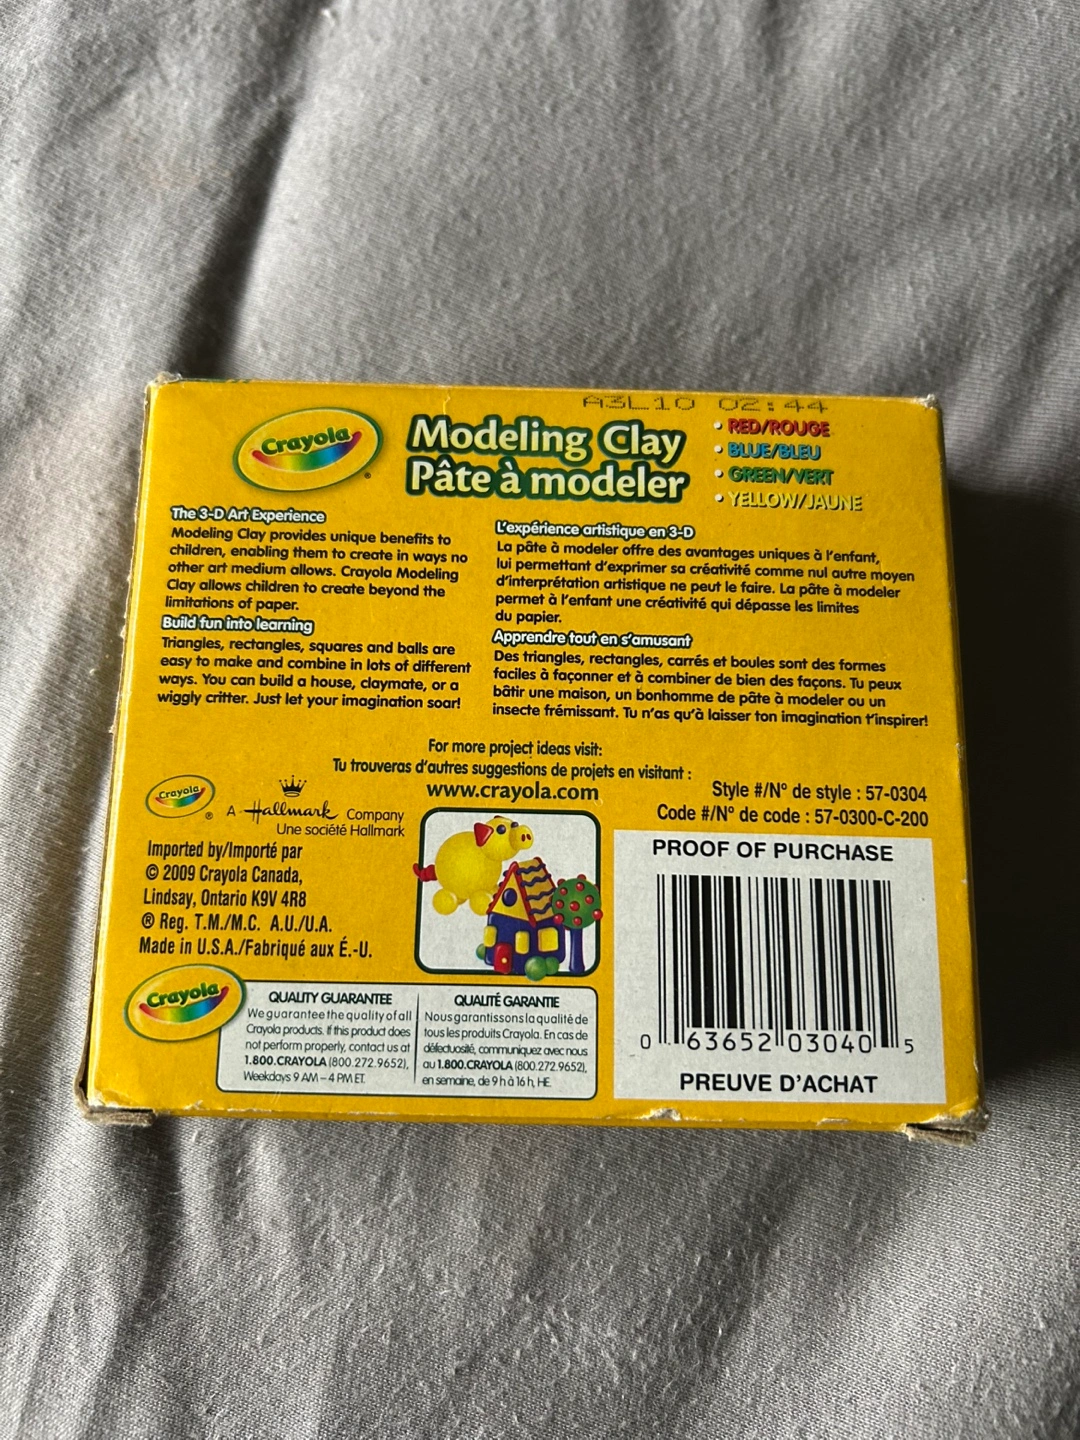 A3L10 02:44
Crayola
®
Modeling Clay
Pâte à modeler
• RED/ROUGE
• BLUE/BLEU
• GREEN/VERT
• YELLOW/JAUNE
The 3-D Art Experience
Modeling Clay provides unique benefits to
children, enabling them to create in ways no
other art medium allows. Crayola Modeling
Clay allows children to create beyond the
limitations of paper.
Build fun into learning
Triangles, rectangles, squares and balls are
easy to make and combine in lots of different
ways. You can build a house, claymate, or a
wiggly critter. Just let your imagination soar!
L'expérience artistique en 3-D
La pâte à modeler offre des avantages uniques à l'enfant,
lui permettant d'exprimer sa créativité comme nul autre moyen
d'interprétation artistique ne peut le faire. La pâte à modeler
permet à l'enfant une créativité qui dépasse les limites
du papier.
Apprendre tout en s'amusant
Des triangles, rectangles, carrés et boules sont des formes
faciles à façonner et à combiner de bien des façons. Tu peux
bâtir une maison, un bonhomme de pâte à modeler ou un
insecte frémissant. Tu n'as qu'à laisser ton imagination t'inspirer!
For more project ideas visit:
Tu trouveras d'autres suggestions de projets en visitant :
www.crayola.com
Crayola
® A Hallmark Company
Une société Hallmark
Imported by/Importé par
© 2009 Crayola Canada,
Lindsay, Ontario K9V 4R8
® Reg. T.M./M.C. A.U./U.A.
Made in U.S.A./Fabriqué aux É.-U.
Style #/N° de style : 57-0304
Code #/N° de code : 57-0300-C-200
PROOF OF PURCHASE
0 63652 03040 5
PREUVE D'ACHAT
Crayola
QUALITY GUARANTEE
We guarantee the quality of all
Crayola products. If this product does
not perform properly, contact us at
1.800.CRAYOLA (800.272.9652),
Weekdays 9 AM – 4 PM ET.
QUALITÉ GARANTIE
Nous garantissons la qualité de
tous les produits Crayola. En cas de
défectuosité, communiquez avec nous
au 1.800.CRAYOLA (800.272.9652),
en semaine, de 9 h à 16 h, HE.